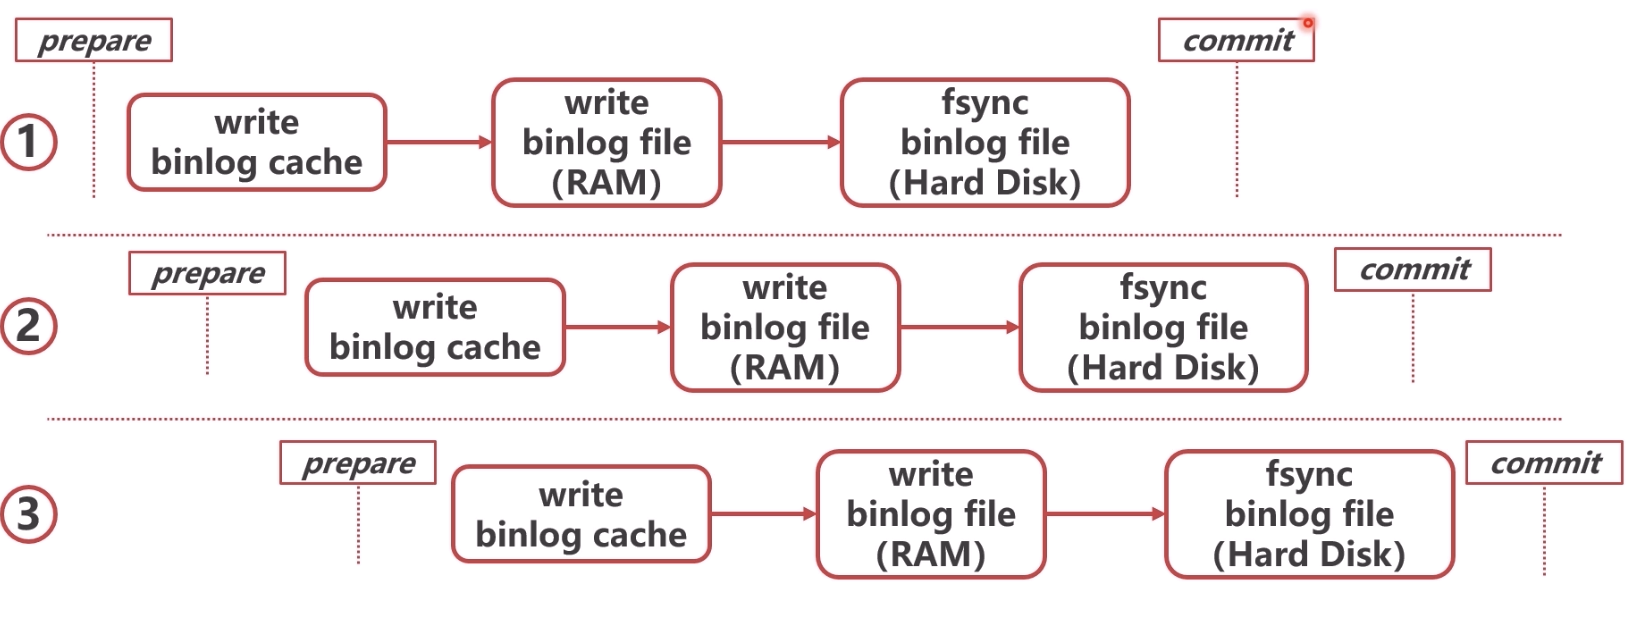 prepare
commit
1
write
binlog cache
write
binlog file
(RAM)
fsync
binlog file
(Hard Disk)
prepare
commit
2
write
binlog cache
write
binlog file
(RAM)
fsync
binlog file
(Hard Disk)
prepare
commit
3
write
binlog cache
write
binlog file
(RAM)
fsync
binlog file
(Hard Disk)